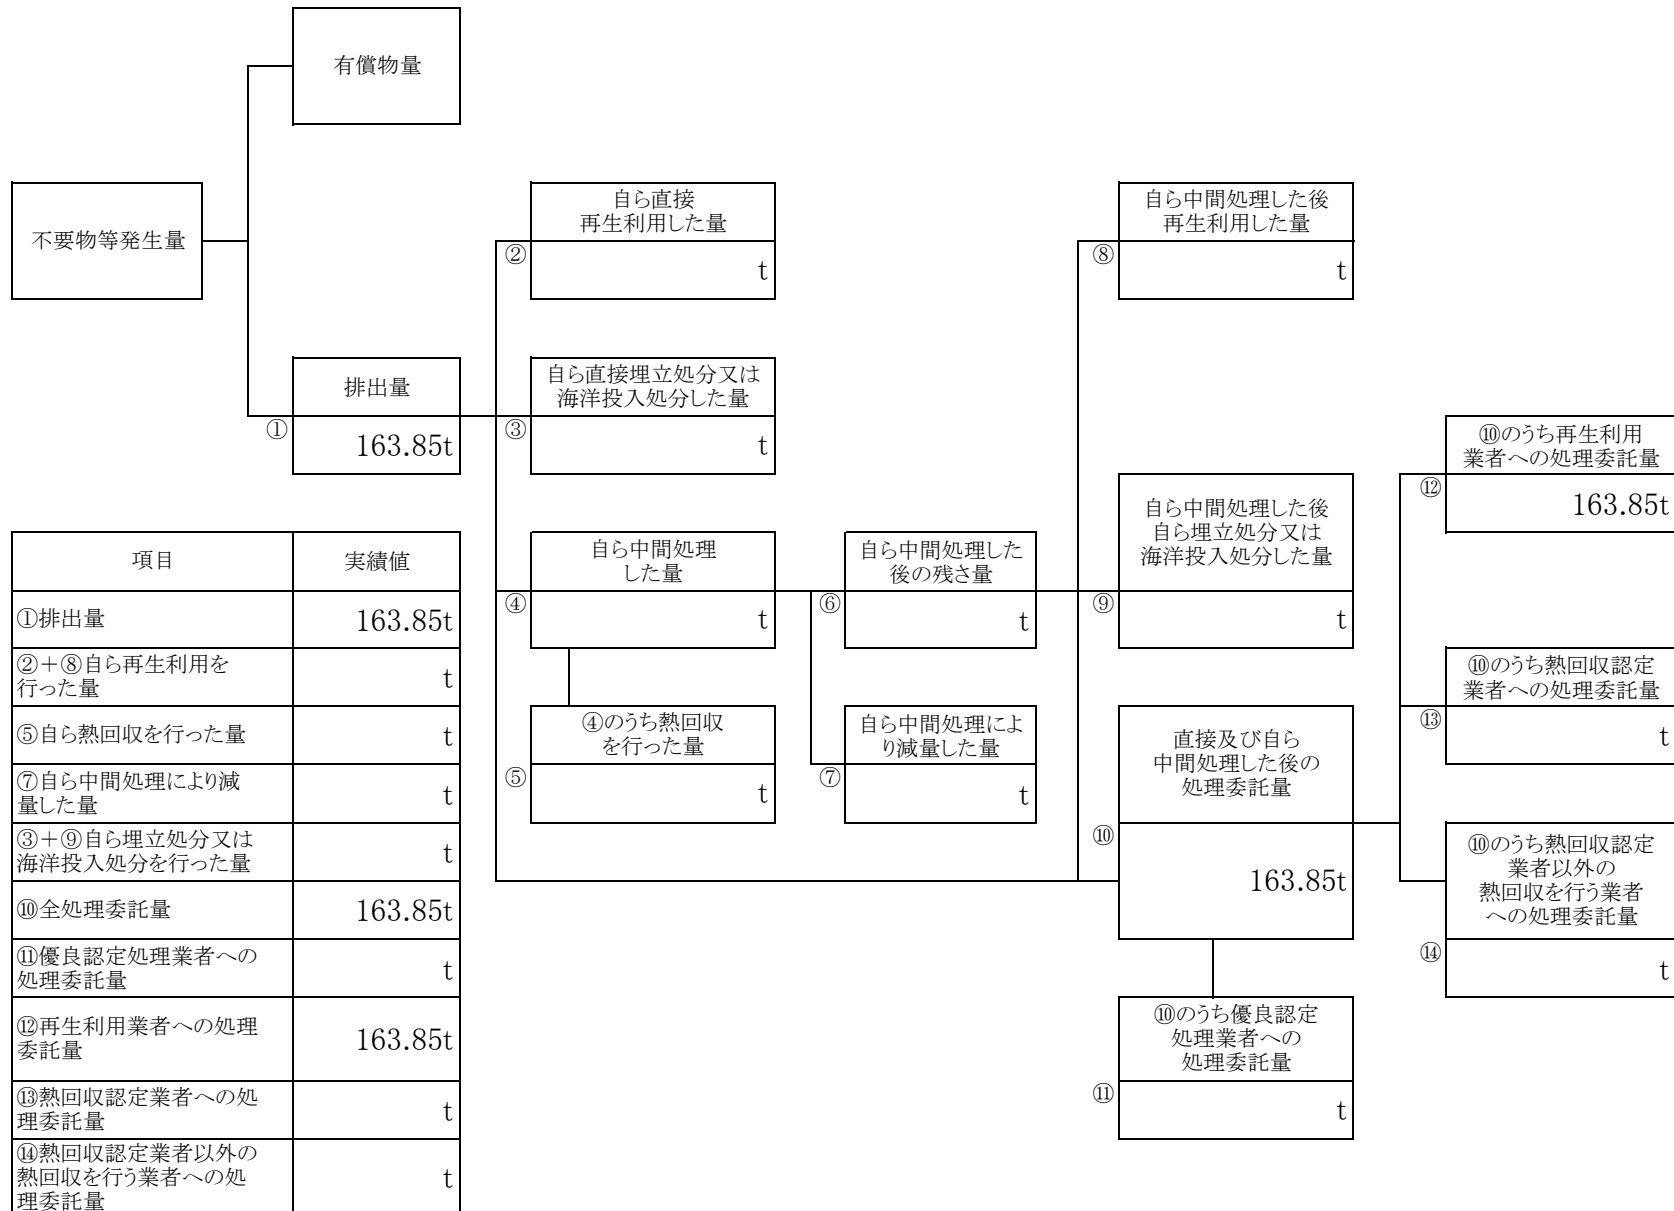 有償物量
不要物等発生量
自ら直接
再生利用した量
②
t
自ら中間処理した後
再生利用した量
⑧
t
排出量
①
163.85t
自ら直接埋立処分又は
海洋投入処分した量
③
t
⑩のうち再生利用
業者への処理委託量
⑫
163.85t
自ら中間処理
した量
④
t
自ら中間処理した
後の残さ量
⑥
t
自ら中間処理した後
自ら埋立処分又は
海洋投入処分した量
⑨
t
⑩のうち熱回収認定
業者への処理委託量
⑬
t
④のうち熱回収
を行った量
⑤
t
自ら中間処理によ
り減量した量
⑦
t
直接及び自ら
中間処理した後の
処理委託量
⑩
163.85t
⑩のうち熱回収認定
業者以外の
熱回収を行う業者
への処理委託量
⑭
t
⑩のうち優良認定
処理業者への
処理委託量
⑪
t
項目
実績値
①排出量
163.85t
②＋⑧自ら再生利用を
行った量
t
⑤自ら熱回収を行った量
t
⑦自ら中間処理により減
量した量
t
③＋⑨自ら埋立処分又は
海洋投入処分を行った量
t
⑩全処理委託量
163.85t
⑪優良認定処理業者への
処理委託量
t
⑫再生利用業者への処理
委託量
163.85t
⑬熱回収認定業者への処
理委託量
t
⑭熱回収認定業者以外の
熱回収を行う業者への処
理委託量
t